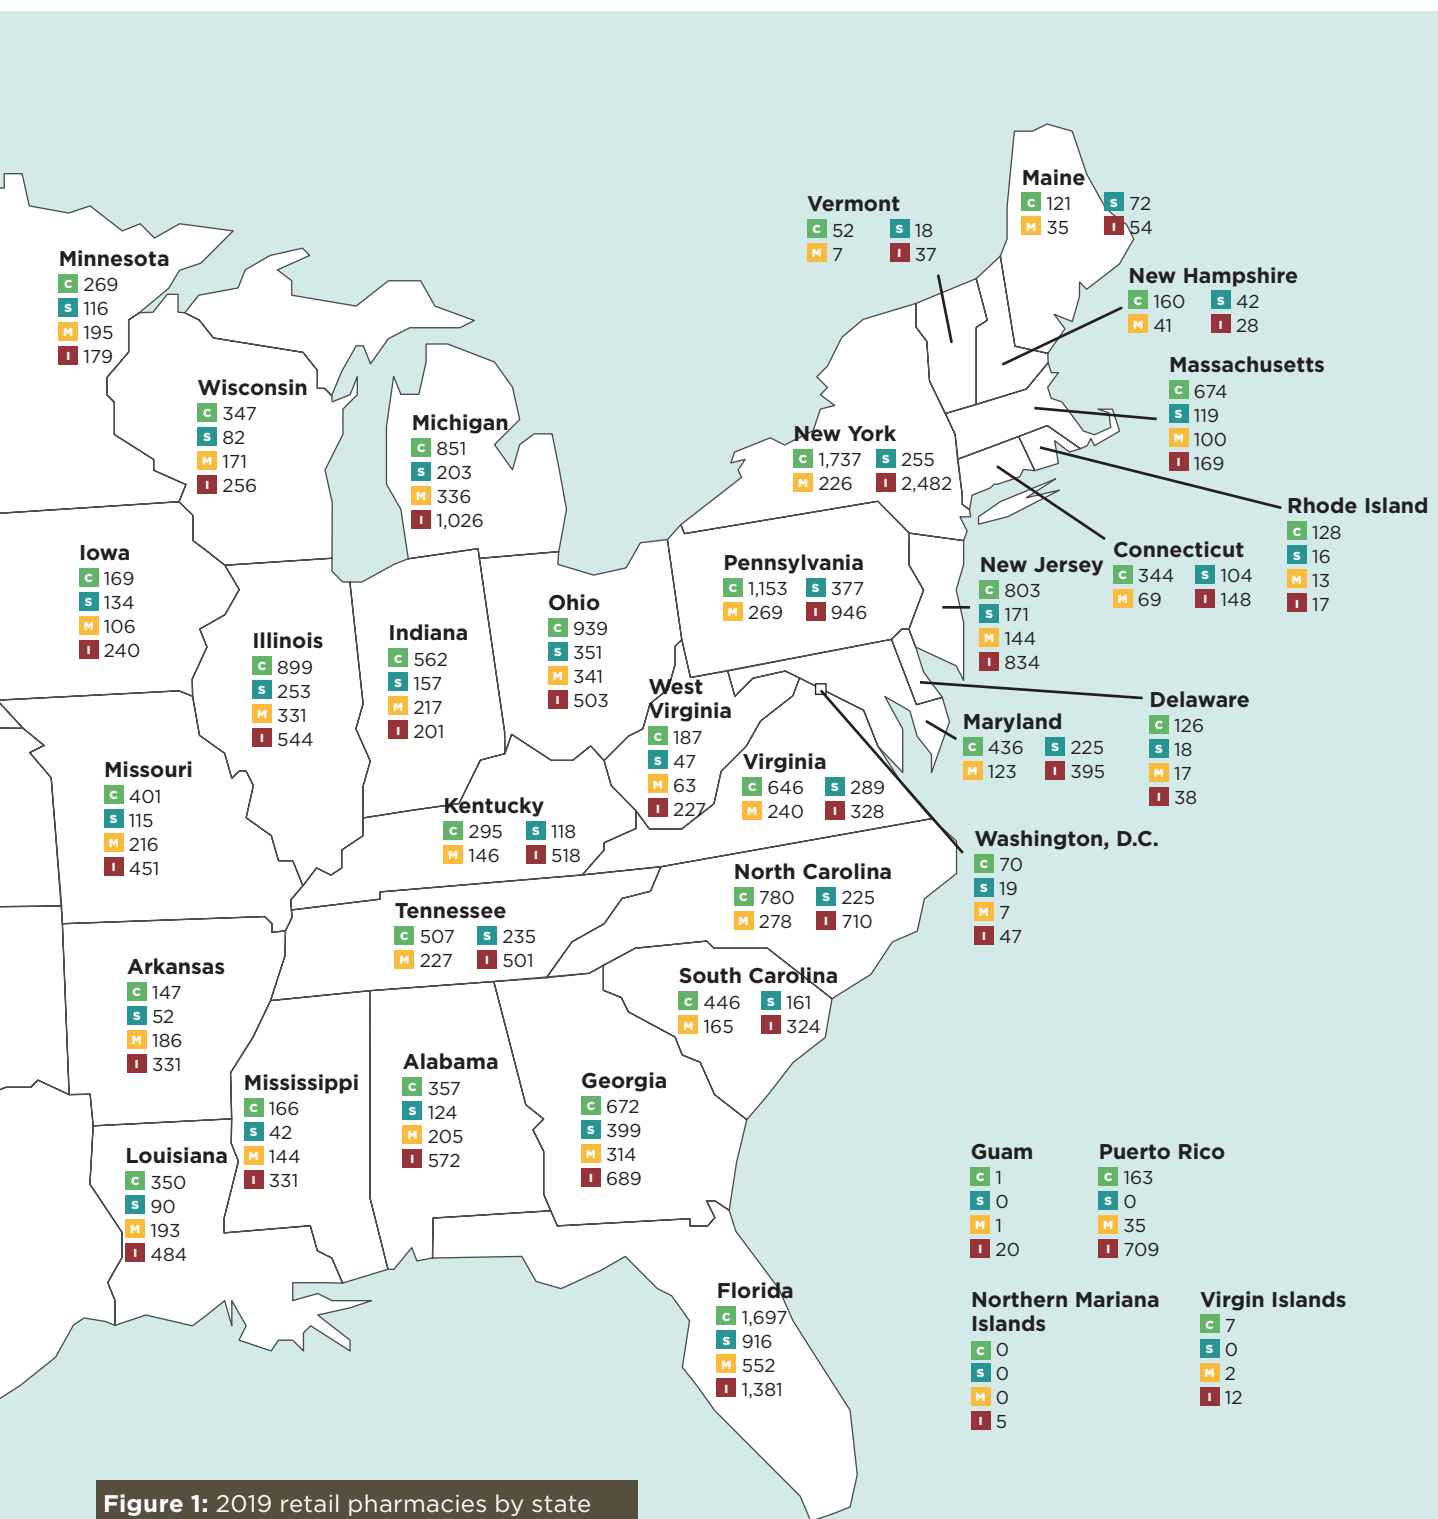 Maine
C 121 S 72
M 35 I 54
Vermont
C 52 S 18
M 7 I 37
Minnesota
C 269
S 116
M 195
I 179
New Hampshire
C 160 S 42
M 41 I 28
Massachusetts
C 674
S 119
M 100
I 169
Wisconsin
C 347
S 82
M 171
I 256
Michigan
C 851
S 203
M 336
I 1,026
New York
C 1,737 S 255
M 226 I 2,482
Rhode Island
C 128
S 16
M 13
I 17
Connecticut
C 344 S 104
M 69 I 148
New Jersey
C 803
S 171
M 144
I 834
Pennsylvania
C 1,153 S 377
M 269 I 946
Iowa
C 169
S 134
M 106
I 240
Ohio
C 939
S 351
M 341
I 503
Indiana
C 562
S 157
M 217
I 201
Illinois
C 899
S 253
M 331
I 544
West
Virginia
C 187
S 47
M 63
I 227
Delaware
C 126
S 18
M 17
I 38
Maryland
C 436 S 225
M 123 I 395
Virginia
C 646 S 289
M 240 I 328
Missouri
C 401
S 115
M 216
I 451
Kentucky
C 295 S 118
M 146 I 518
Washington, D.C.
C 70
S 19
M 7
I 47
North Carolina
C 780 S 225
M 278 I 710
Tennessee
C 507 S 235
M 227 I 501
Arkansas
C 147
S 52
M 186
I 331
South Carolina
C 446 S 161
M 165 I 324
Alabama
C 357
S 124
M 205
I 572
Mississippi
C 166
S 42
M 144
I 331
Georgia
C 672
S 399
M 314
I 689
Louisiana
C 350
S 90
M 193
I 484
Guam
C 1
S 0
M 1
I 20
Puerto Rico
C 163
S 0
M 35
I 709
Florida
C 1,697
S 916
M 552
I 1,381
Northern Mariana
Islands
C 0
S 0
M 0
I 5
Virgin Islands
C 7
S 0
M 2
I 12
Figure 1: 2019 retail pharmacies by state